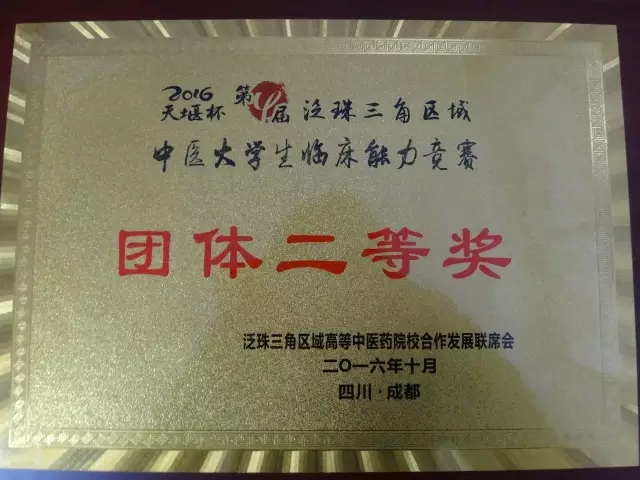 2016
天堰杯 第4届 泛珠三角区域
中医大学生临床能力竞赛
团体二等奖
泛珠三角区域高等中医药院校合作发展联席会
二〇一六年十月
四川·成都